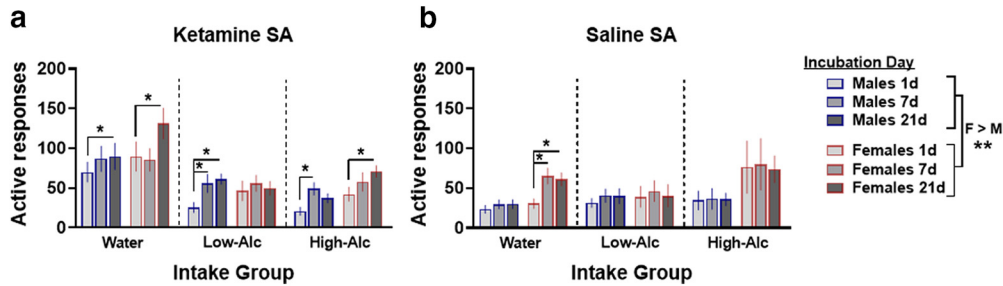 a
Ketamine SA
Active responses
200
150
100
50
0
*
*
*
*
*
*
Water
Low-Alc
High-Alc
Intake Group
b
Saline SA
Active responses
200
150
100
50
0
*
*
Water
Low-Alc
High-Alc
Intake Group
Incubation Day
Males 1d
Males 7d
Males 21d
F > M
**
Females 1d
Females 7d
Females 21d